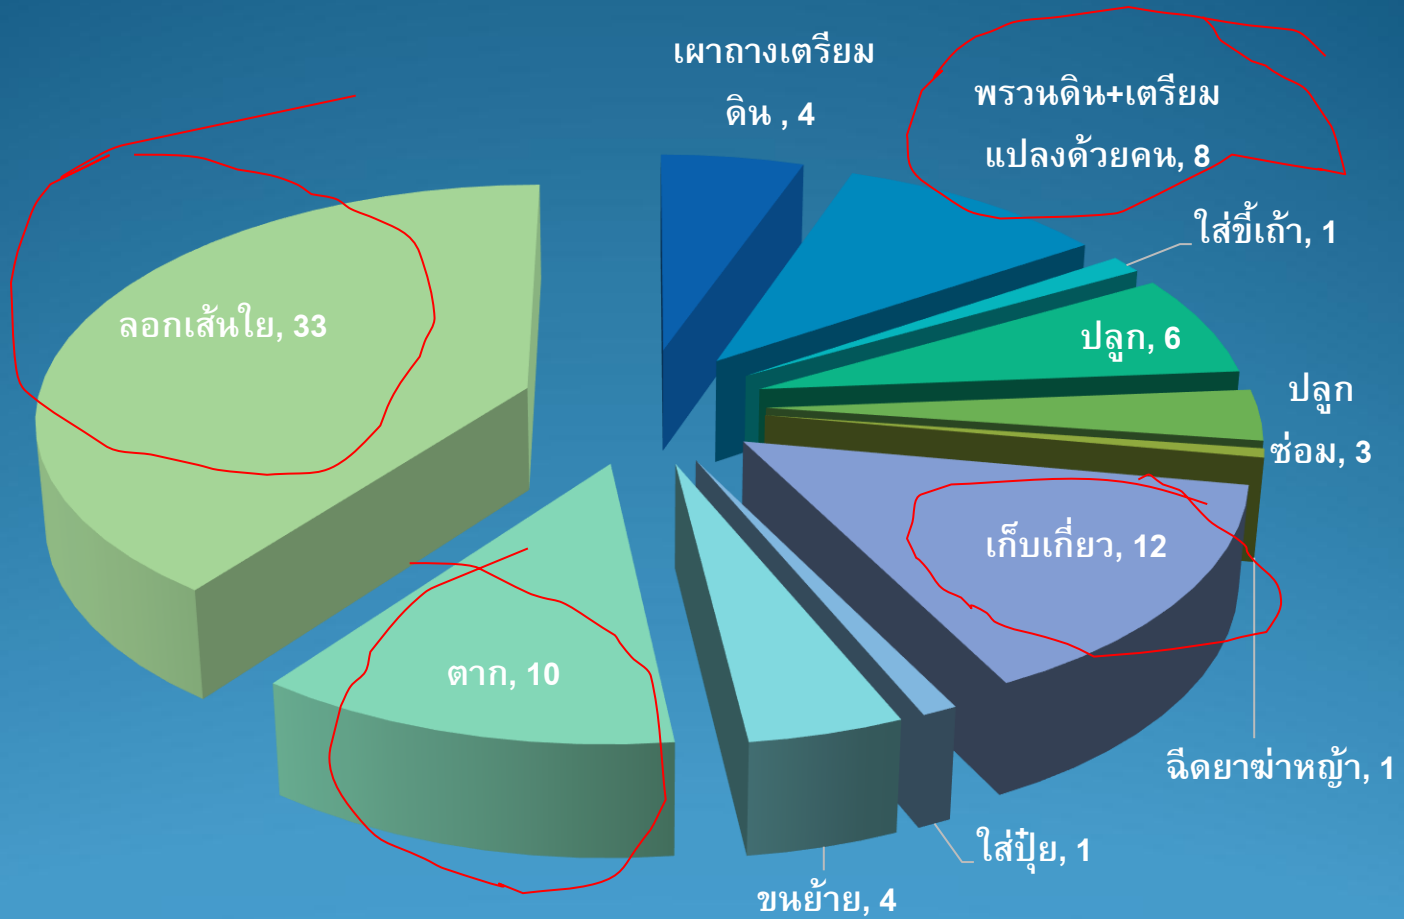 เผาถางเตรียม
ดิน , 4
พรวนดิน+เตรียม
แปลงด้วยคน, 8
ใส่ขี้เถ้า, 1
ปลูก, 6
ปลูก
ซ่อม, 3
ฉีดยาฆ่าหญ้า, 1
เก็บเกี่ยว, 12
ใส่ปุ๋ย, 1
ขนย้าย, 4
ตาก, 10
ลอกเส้นใย, 33